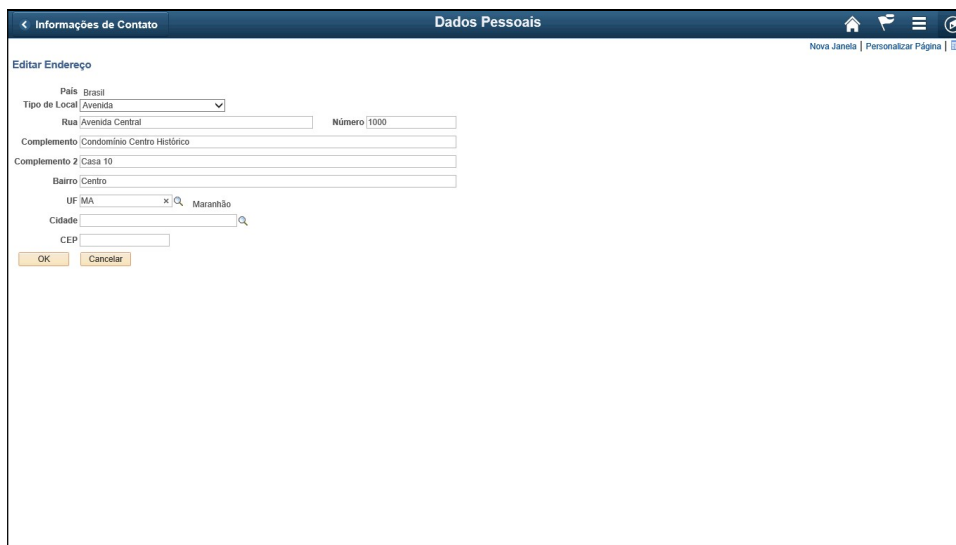 Informações de Contato Dados Pessoais
Nova Janela | Personalizar Página |
Editar Endereço
País Brasil
Tipo de Local Avenida
Rua Avenida Central Número 1000
Complemento Condomínio Centro Histórico
Complemento 2 Casa 10
Bairro Centro
UF MA × Maranhão
Cidade
CEP
OK Cancelar